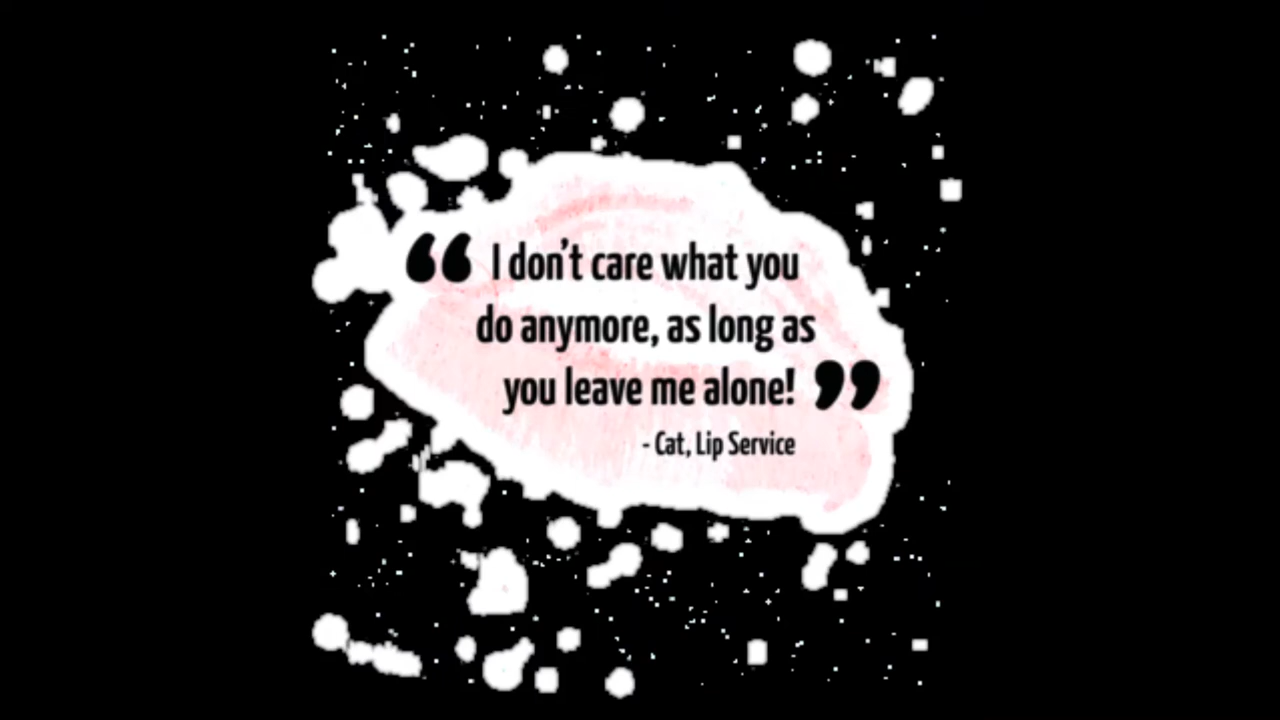 “ I don’t care what you
do anymore, as long as
you leave me alone! ”
- Cat, Lip Service